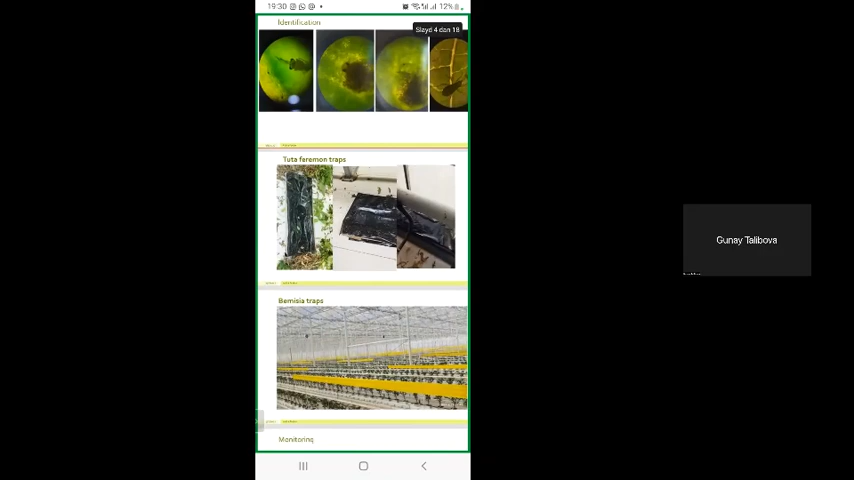 19:30
12%
Identification
Slayd 4 dan 18
Tuta feremon traps
Gunay Talibova
Bemisia traps
Monitoring